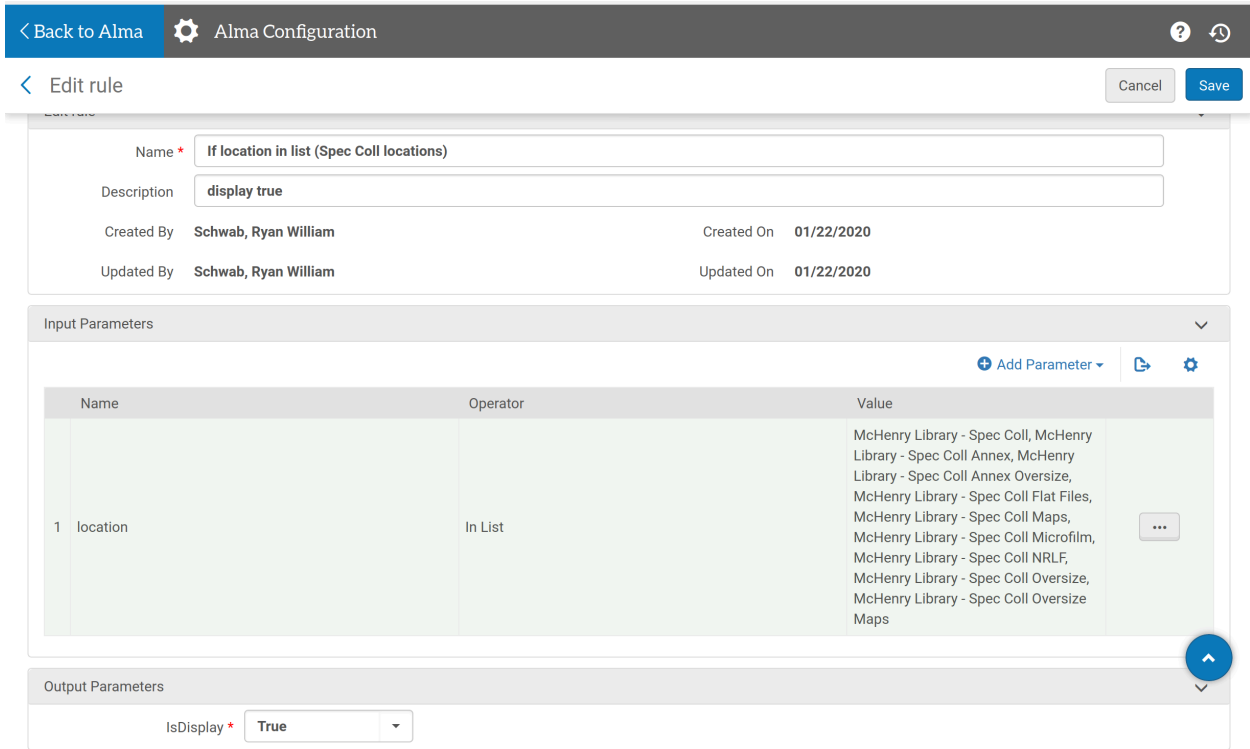 Back to Alma
Alma Configuration
Edit rule
Cancel
Save
Edit rule
Name *
If location in list (Spec Coll locations)
Description
display true
Created By
Schwab, Ryan William
Created On
01/22/2020
Updated By
Schwab, Ryan William
Updated On
01/22/2020
Input Parameters
Add Parameter
Name
Operator
Value
1
location
In List
McHenry Library - Spec Coll, McHenry
Library - Spec Coll Annex, McHenry
Library - Spec Coll Annex Oversize,
McHenry Library - Spec Coll Flat Files,
McHenry Library - Spec Coll Maps,
McHenry Library - Spec Coll Microfilm,
McHenry Library - Spec Coll NRLF,
McHenry Library - Spec Coll Oversize,
McHenry Library - Spec Coll Oversize
Maps
Output Parameters
IsDisplay *
True